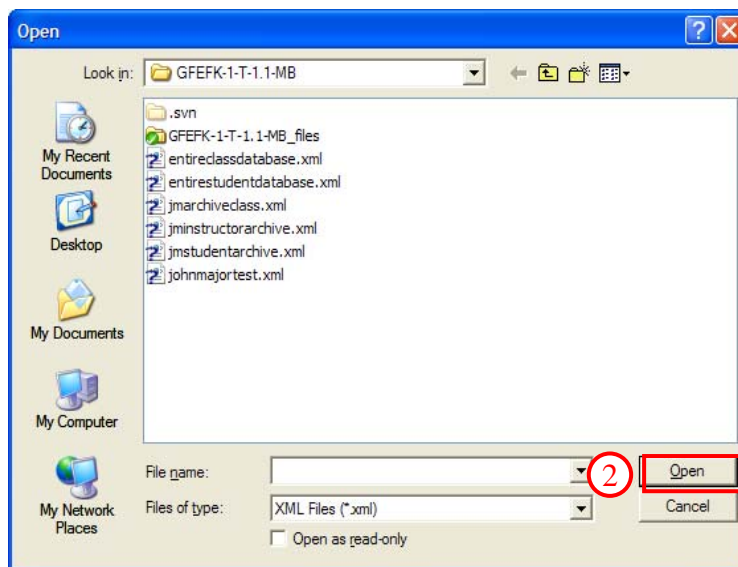 Open
Look in: GFEFK-1-T-1.1-MB
.svn
GFEFK-1-T-1.1-MB_files
entireclassdatabase.xml
entirestudentdatabase.xml
jmarchiveclass.xml
jminstructorarchive.xml
jmstudentarchive.xml
johnmajortest.xml
My Recent
Documents
Desktop
My Documents
My Computer
My Network
Places
File name:
2
Open
Files of type: XML Files (*.xml)
Cancel
Open as read-only